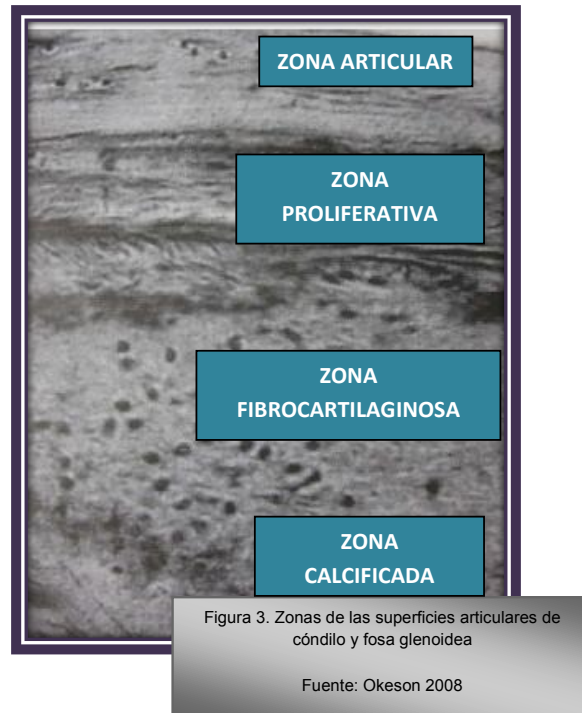 ZONA ARTICULAR
ZONA
PROLIFERATIVA
ZONA
FIBROCARTILAGINOSA
ZONA
CALCIFICADA
Figura 3. Zonas de las superficies articulares de
cóndilo y fosa glenoidea
Fuente: Okeson 2008